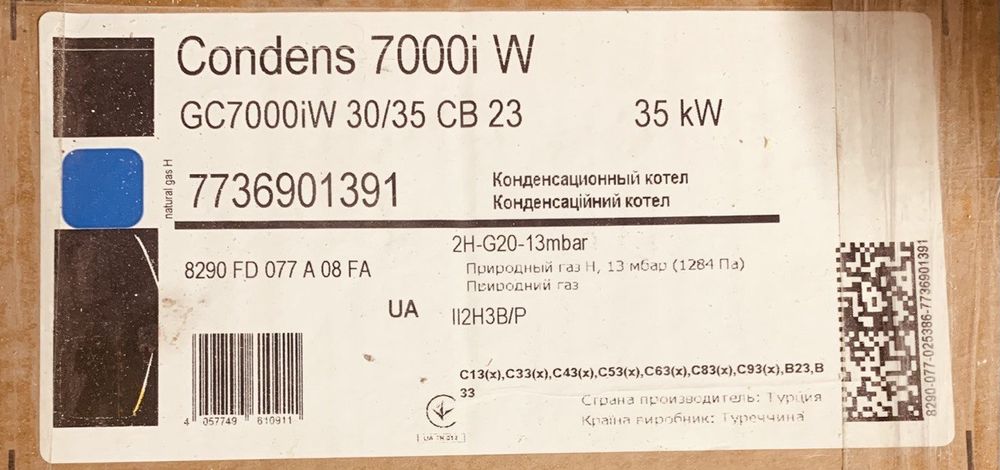 Condens 7000i W
GC7000iW 30/35 CB 23 35 kW
natural gas H
7736901391
Конденсационный котел
Конденсаційний котел
2H-G20-13mbar
8290 FD 077 A 08 FA
Природный газ H, 13 мбар (1284 Па)
Природний газ
UA II2H3B/P
C13(x),C33(x),C43(x),C53(x),C63(x),C83(x),C93(x),B23,B
33
Страна производитель: Турция
Країна виробник: Туреччина
4 057749 610911
8290-077-025386-7736901391